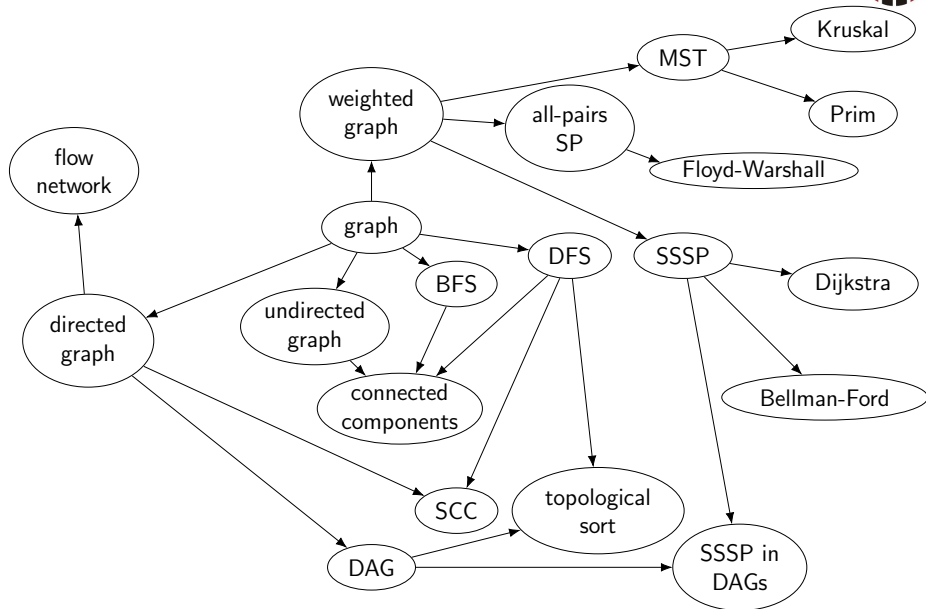 Kruskal
MST
weighted
graph
all-pairs
SP
Prim
flow
network
Floyd-Warshall
graph
DFS
SSSP
BFS
Dijkstra
directed
graph
undirected
graph
connected
components
Bellman-Ford
SCC
topological
sort
DAG
SSSP in
DAGs